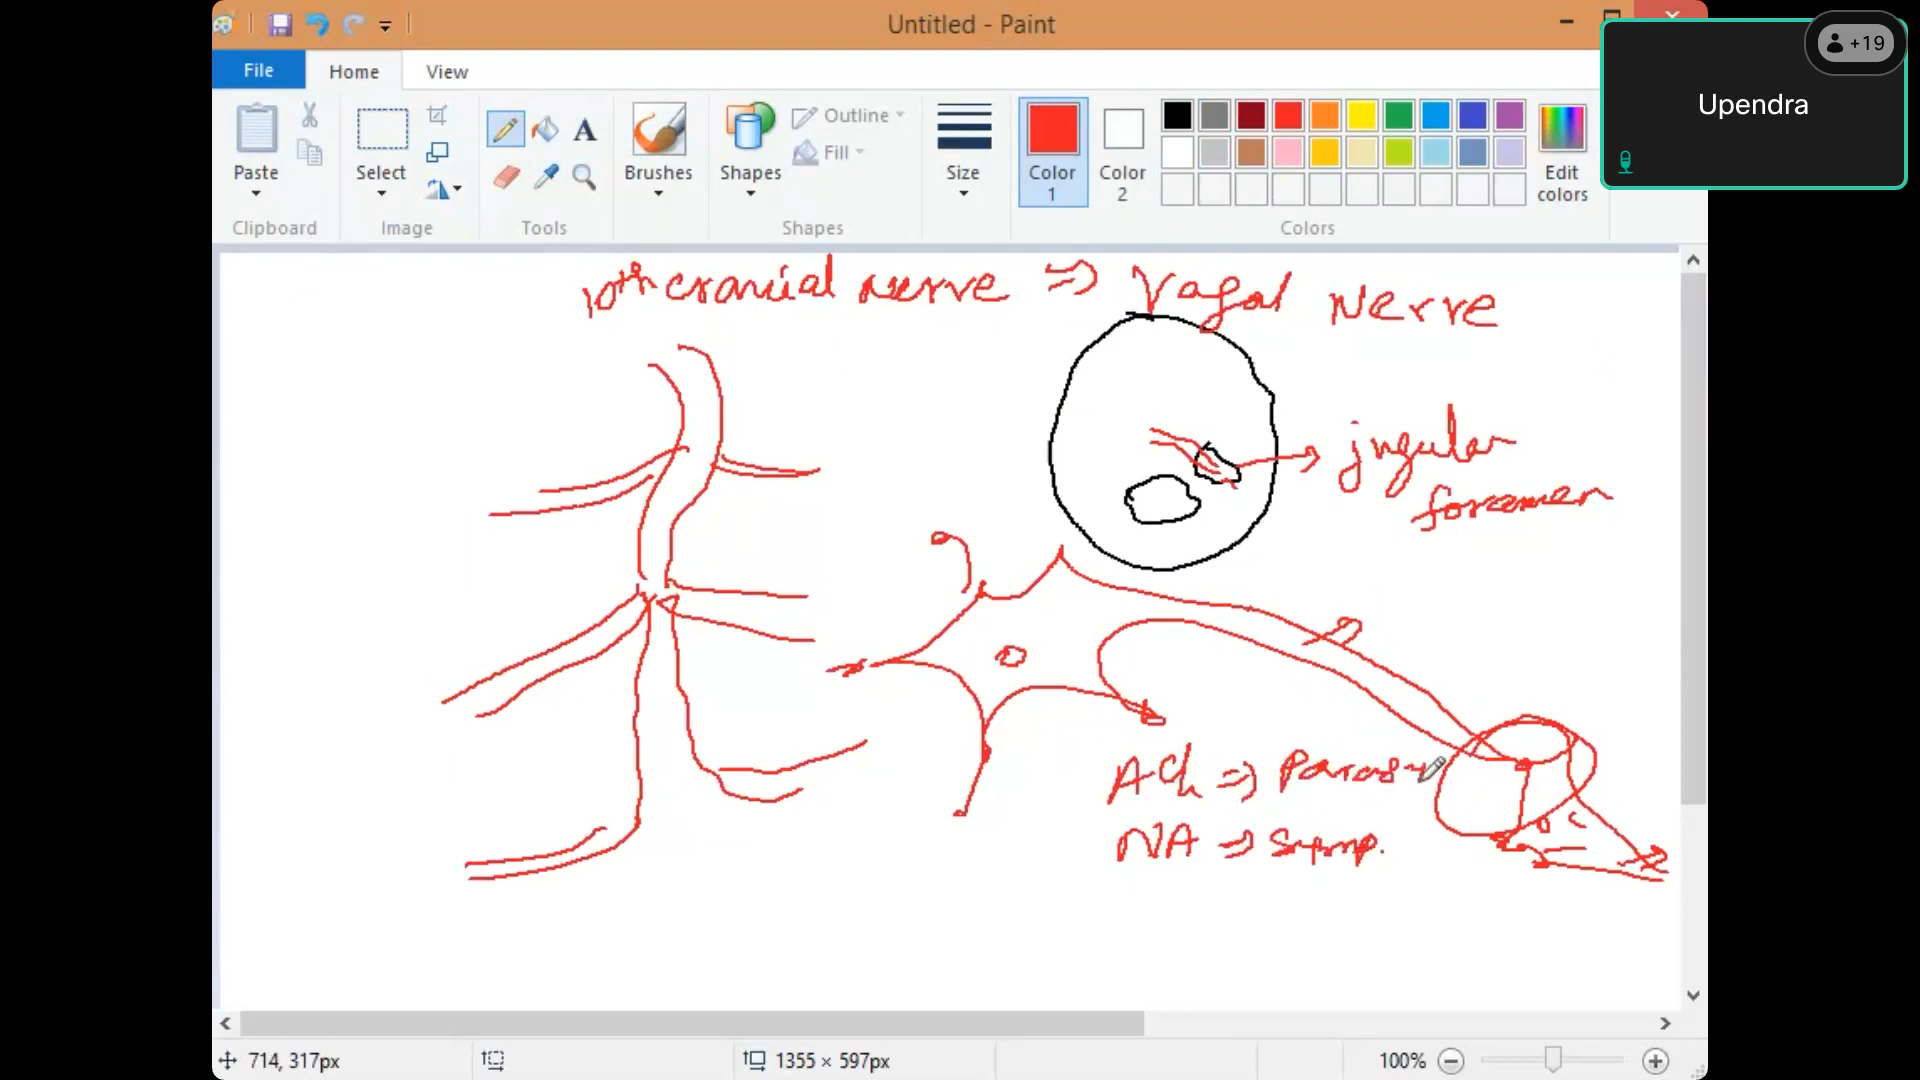 Untitled - Paint
+19
Upendra
File
Home
View
Paste
Select
Brushes
Shapes
Outline
Fill
Size
Color 1
Color 2
Edit colors
Clipboard
Image
Tools
Shapes
Colors
10th cranial nerve ⇒ Vagal Nerve
jugular
foramen
ACh ⇒ Parasy
NA ⇒ Symp.
714, 317px
1355 × 597px
100%